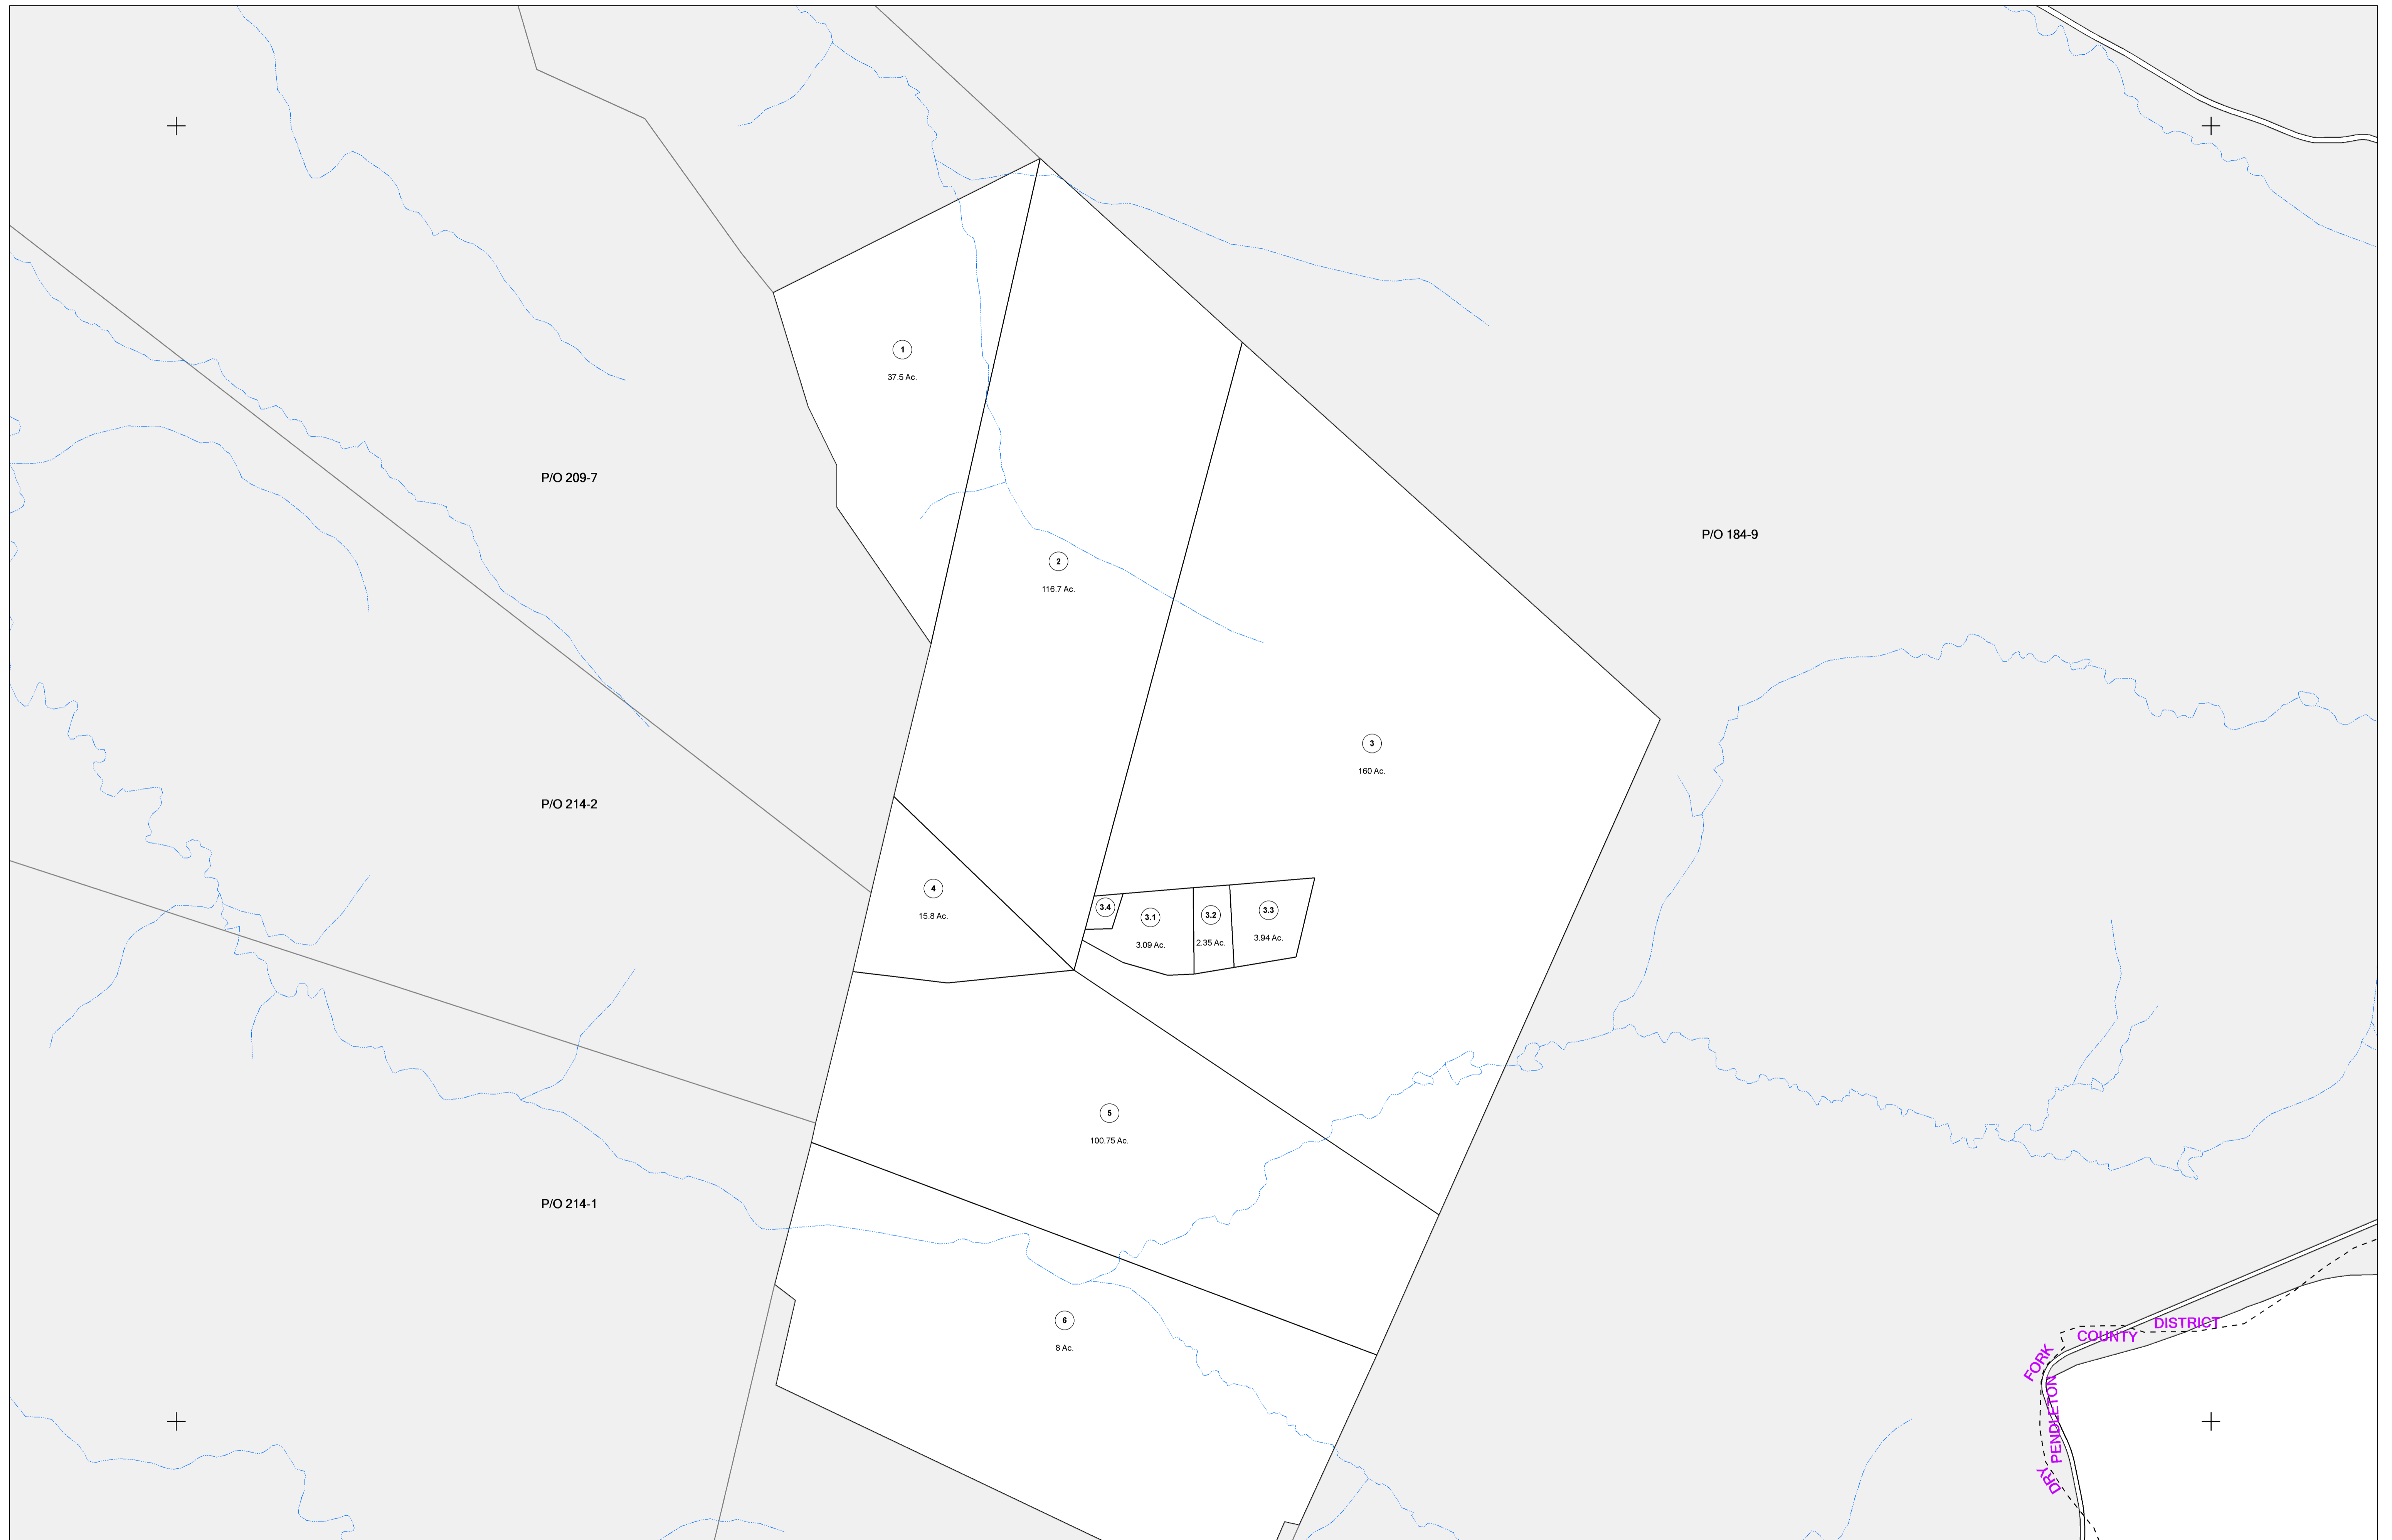 1
37.5 Ac.
P/O 209-7
P/O 184-9
2
116.7 Ac.
3
160 Ac.
P/O 214-2
4
15.8 Ac.
3.4
3.1
3.09 Ac.
3.2
2.35 Ac.
3.3
3.94 Ac.
5
100.75 Ac.
P/O 214-1
6
8 Ac.
DRY FORK DISTRICT
PENDLETON COUNTY